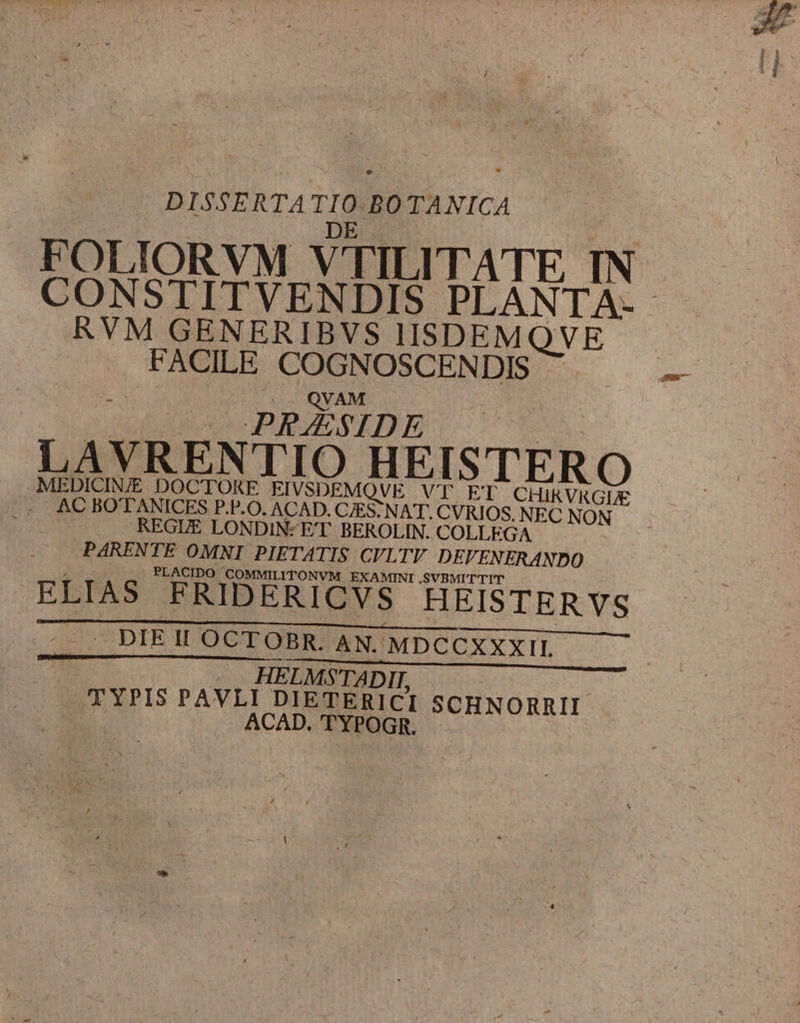 DISSERTATIO BOTANICA
DE
FOLIORVM VTILITATE IN
CONSTITVENDIS PLANTA-
RVM GENERIBVS IISDEMQVE
FACILE COGNOSCENDIS
QVAM
PRÆSIDE
LAVRENTIO HEISTERO
MEDICINÆ DOCTORE EIVSDEMQVE VT ET CHIRVRGIÆ
AC BOTANICES P.P.O. ACAD. CÆS. NAT. CVRIOS. NEC NON
REGIÆ LONDIN. ET BEROLIN. COLLEGA
PARENTE OMNI PIETATIS CVLTV DEVENERANDO
PLACIDO COMMILITONVM EXAMINI SVBMITTIT
ELIAS FRIDERICVS HEISTERVS
DIE II OCTOBR. AN. MDCCXXXII.
HELMSTADII,
TYPIS PAVLI DIETERICI SCHNORRII
ACAD. TYPOGR.